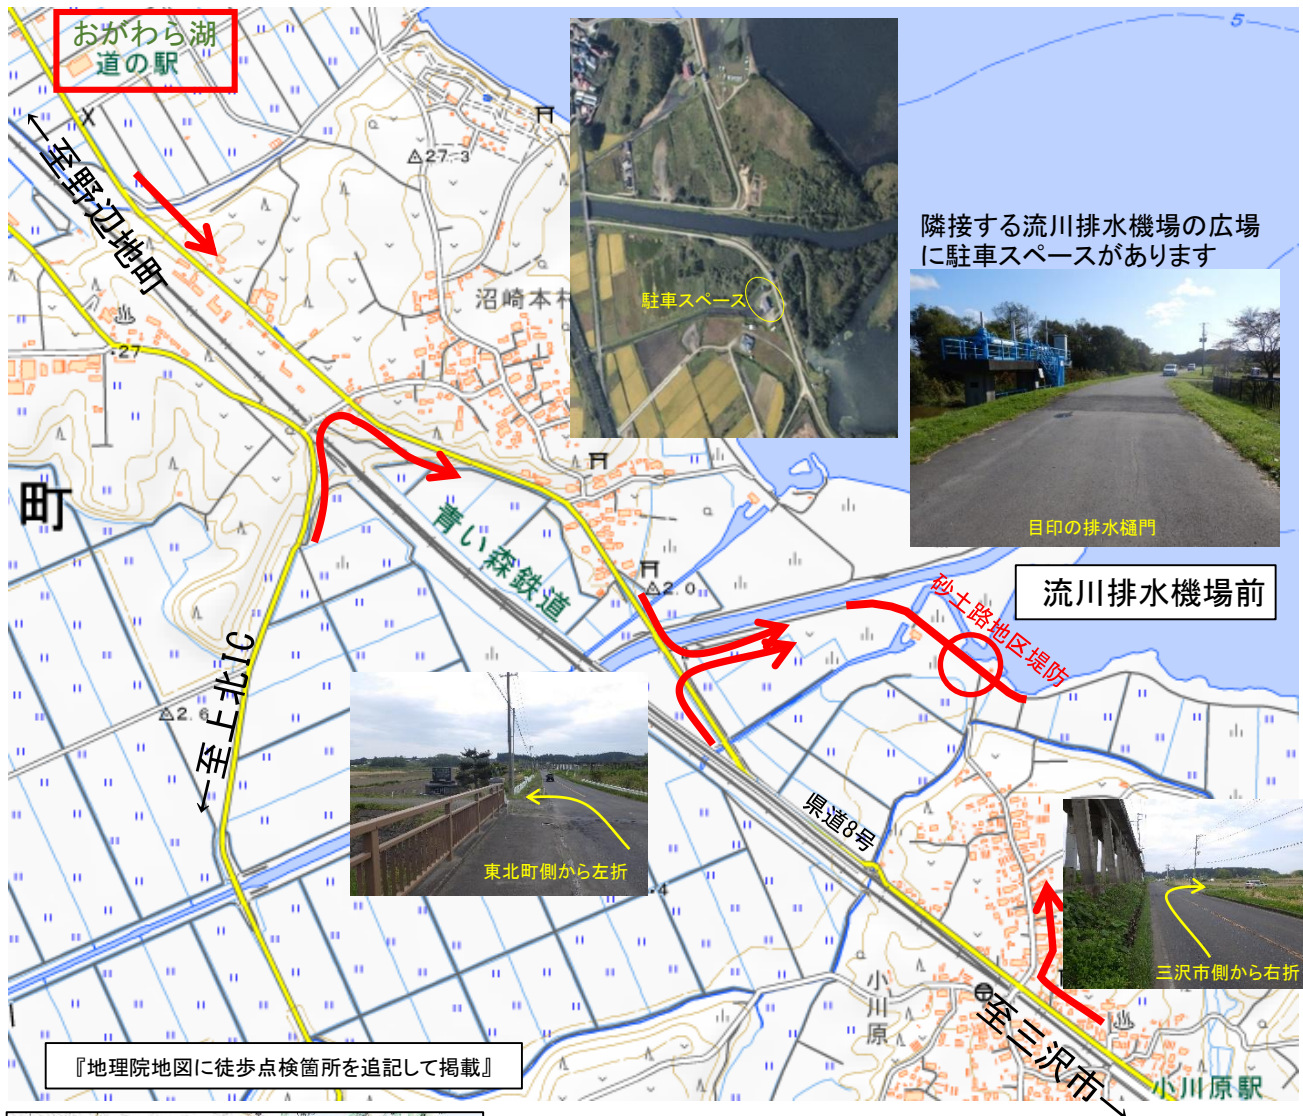 おがわら湖
道の駅
5
27.3
←至野辺地町
沼崎本村
隣接する流川排水機場の広場
に駐車スペースがあります
駐車スペース
27
目印の排水樋門
町
青い森鉄道
2.0
砂土路地区堤防
流川排水機場前
←至上北IC
2.6
県道8号
東北町側から左折
・4
三沢市側から右折
小川原
至三沢市→
『地理院地図に徒歩点検箇所を追記して掲載』
小川原駅